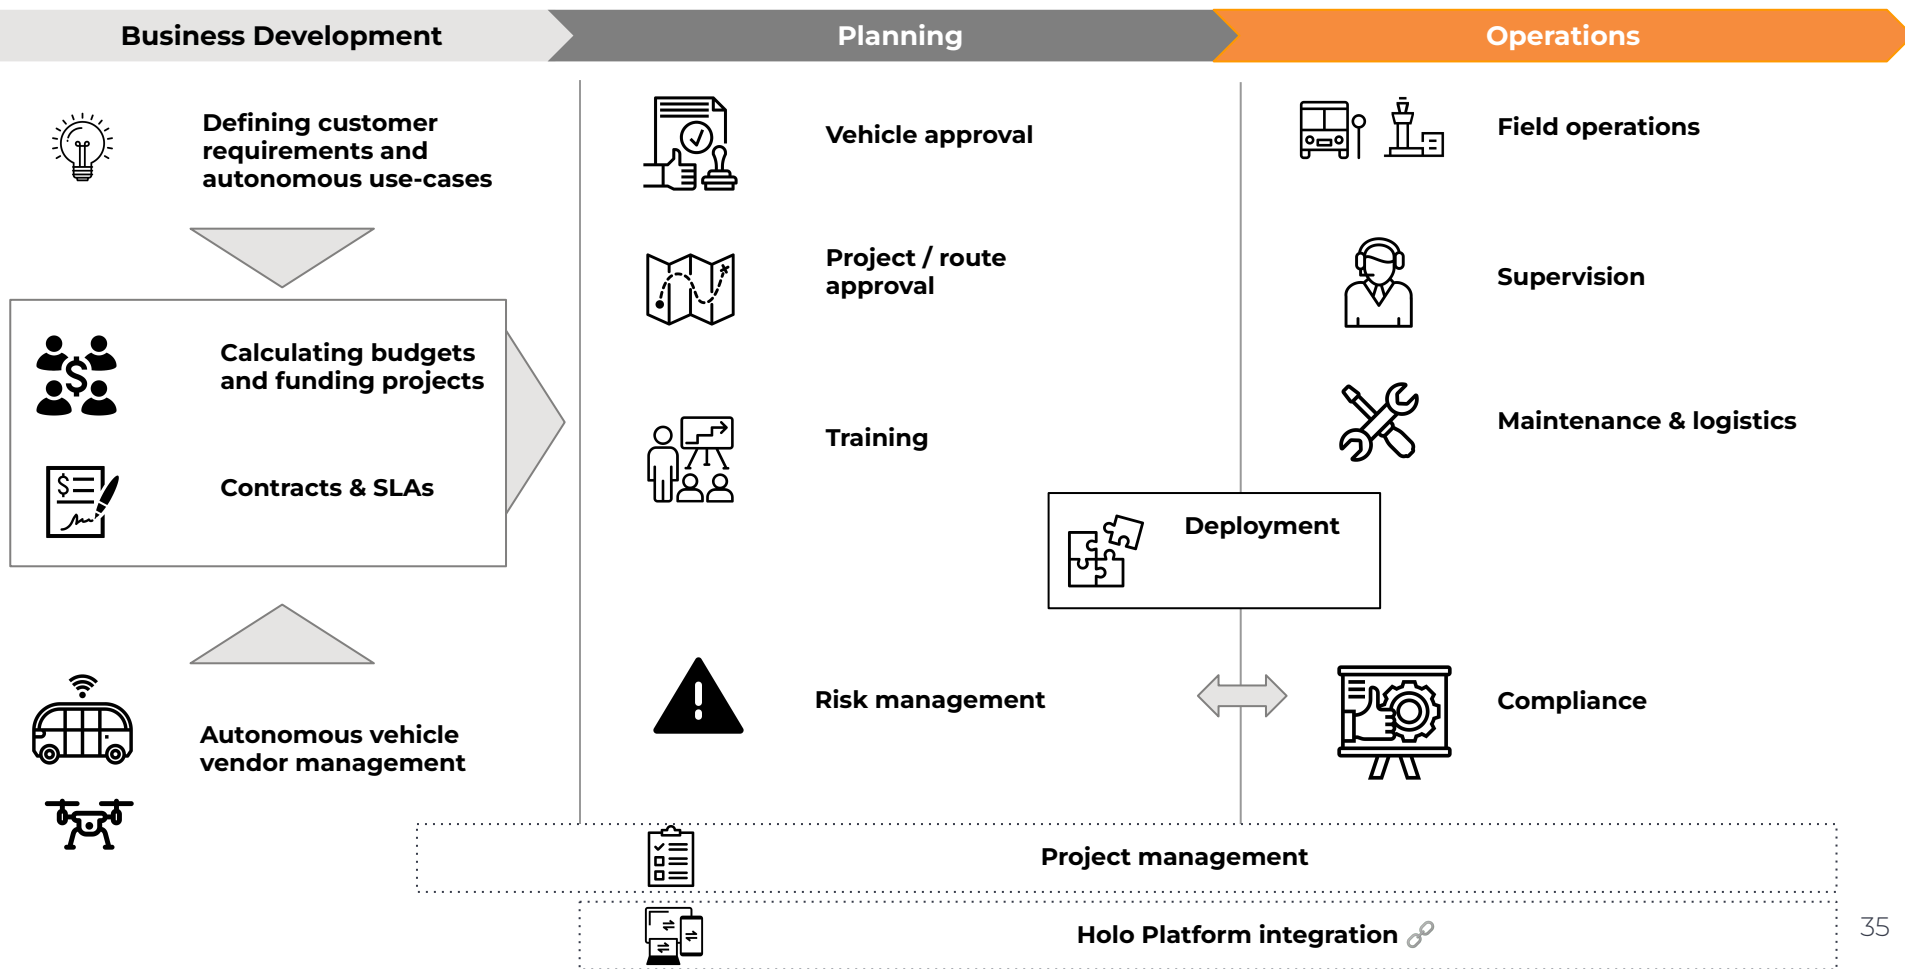 Business Development
Planning
Operations
Defining customer
requirements and
autonomous use-cases
Calculating budgets
and funding projects
Contracts & SLAs
Autonomous vehicle
vendor management
Vehicle approval
Project / route
approval
Training
Deployment
Risk management
Field operations
Supervision
Maintenance & logistics
Compliance
Project management
Holo Platform integration
35